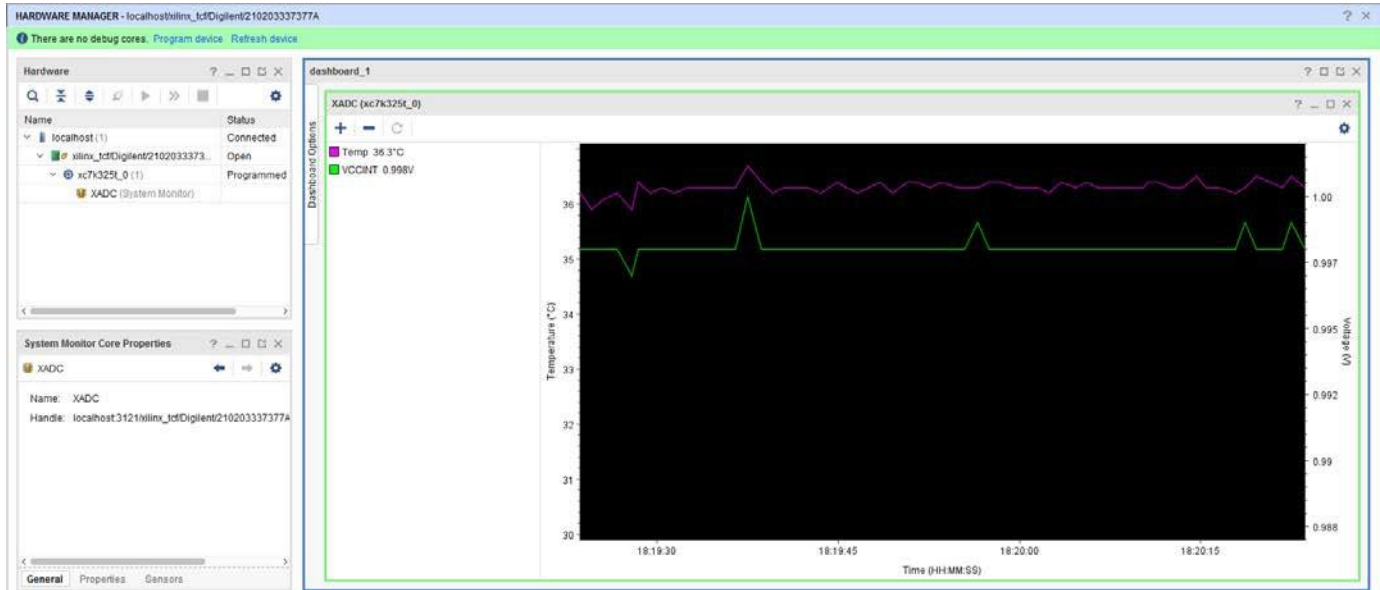 HARDWARE MANAGER - localhost/xilinx_tcf/Digilent/210203337377A
There are no debug cores. Program device Refresh device
Hardware
Name Status
localhost (1) Connected
xilinx_tcf/Digilent/2102033373... Open
xc7k325t_0 (1) Programmed
XADC (System Monitor)
System Monitor Core Properties
XADC
Name: XADC
Handle: localhost:3121/xilinx_tcf/Digilent/210203337377A
General Properties Sensors
dashboard_1
Dashboard Options
XADC (xc7k325t_0)
Temp 36.3°C
VCCINT 0.998V
Temperature (°C)
36
35
34
33
32
31
30
1.00
0.997
0.995
0.992
0.99
0.988
Voltage (V)
18:19:30 18:19:45 18:20:00 18:20:15
Time (HH:MM:SS)